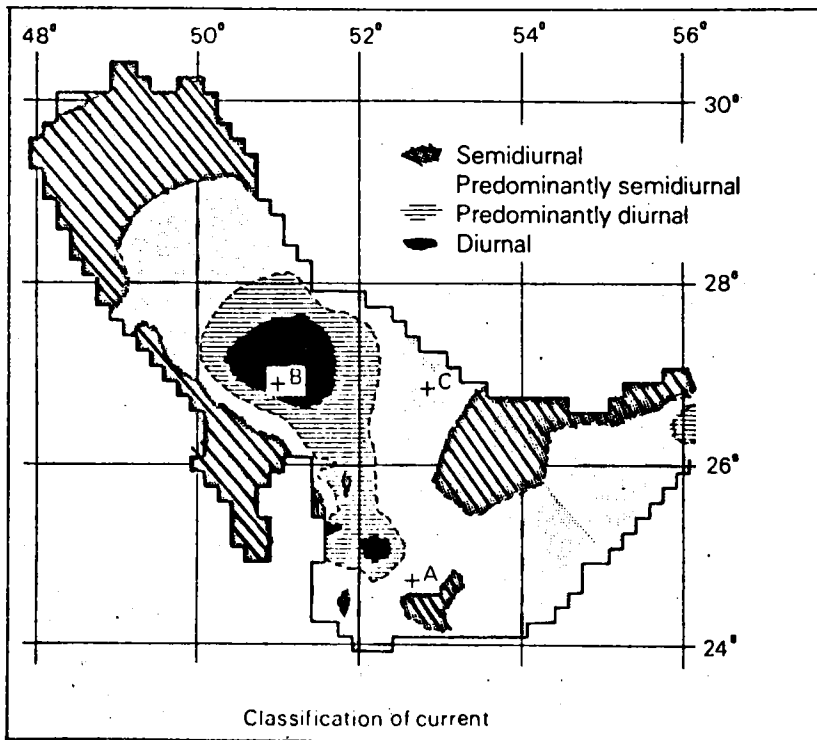 48° 50° 52° 54° 56°
30°
Semidiurnal
Predominantly semidiurnal
Predominantly diurnal
Diurnal
28°
+B
+C
26°
+A
24°
Classification of current